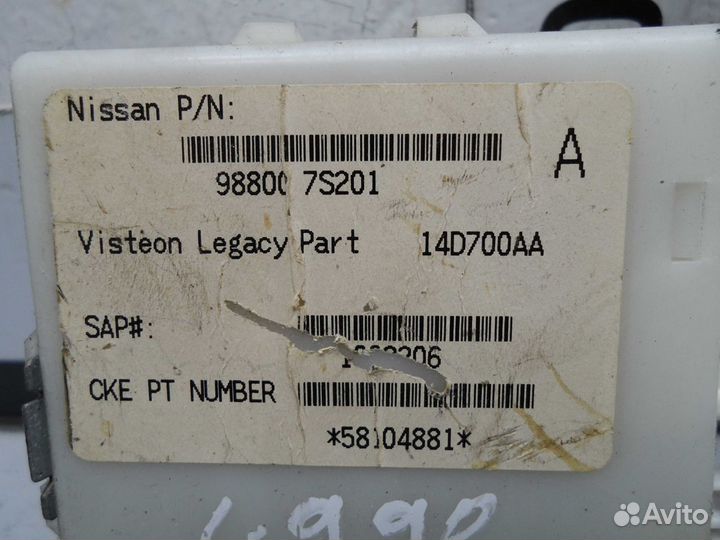 Nissan P/N:
A
98800 7S201
Visteon Legacy Part 14D700AA
SAP#:
CKE PT NUMBER
*58104881*
Avito